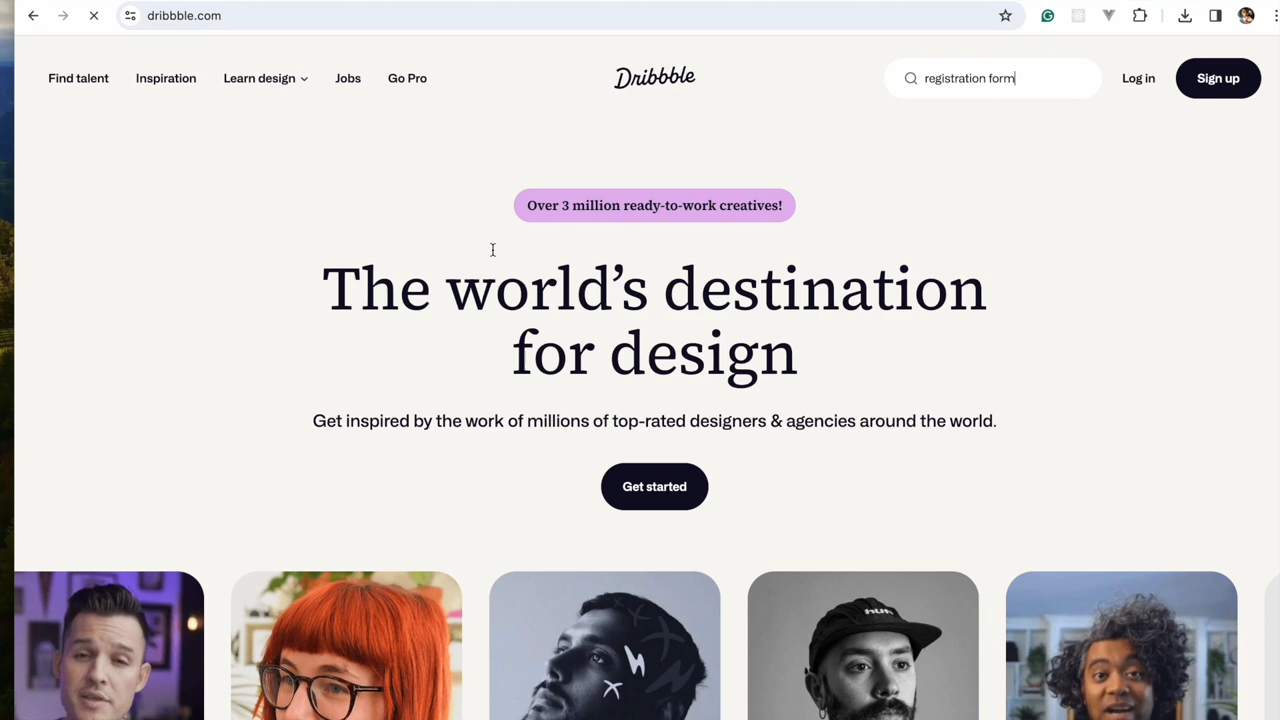 dribbble.com
Find talent
Inspiration
Learn design
Jobs
Go Pro
Dribbble
registration form
Log in
Sign up
Over 3 million ready-to-work creatives!
The world’s destination
for design
Get inspired by the work of millions of top-rated designers & agencies around the world.
Get started
huf